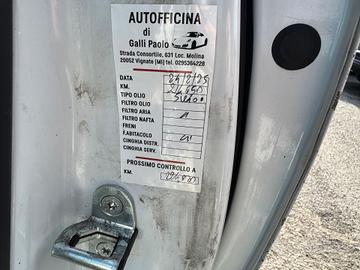 AUTOFFICINA
di
Galli Paolo
Strada Consortile, 631 Loc. Molina
20052 Vignate (MI) tel. 0295364228
DATA
KM.
TIPO OLIO
FILTRO OLIO
FILTRO ARIA
FILTRO NAFTA
FRENI
F.ABITACOLO
CINGHIA DISTR.
CINGHIA SERV.
PROSSIMO CONTROLLO A
KM.